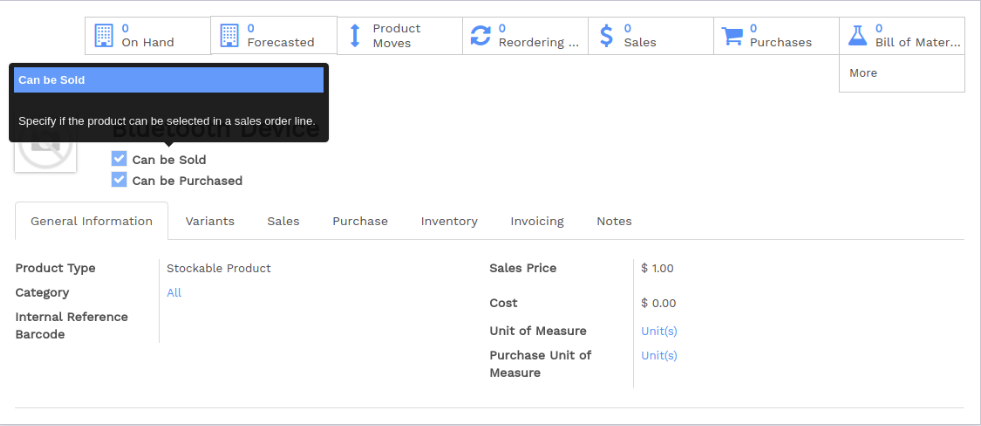 0
On Hand
0
Forecasted
Product
Moves
0
Reordering ...
0
Sales
0
Purchases
0
Bill of Mater...
More
Can be Sold
Specify if the product can be selected in a sales order line.
Bluetooth Device
Can be Sold
Can be Purchased
General Information Variants Sales Purchase Inventory Invoicing Notes
Product Type Stockable Product
Category All
Internal Reference
Barcode
Sales Price $ 1.00
Cost $ 0.00
Unit of Measure Unit(s)
Purchase Unit of Unit(s)
Measure